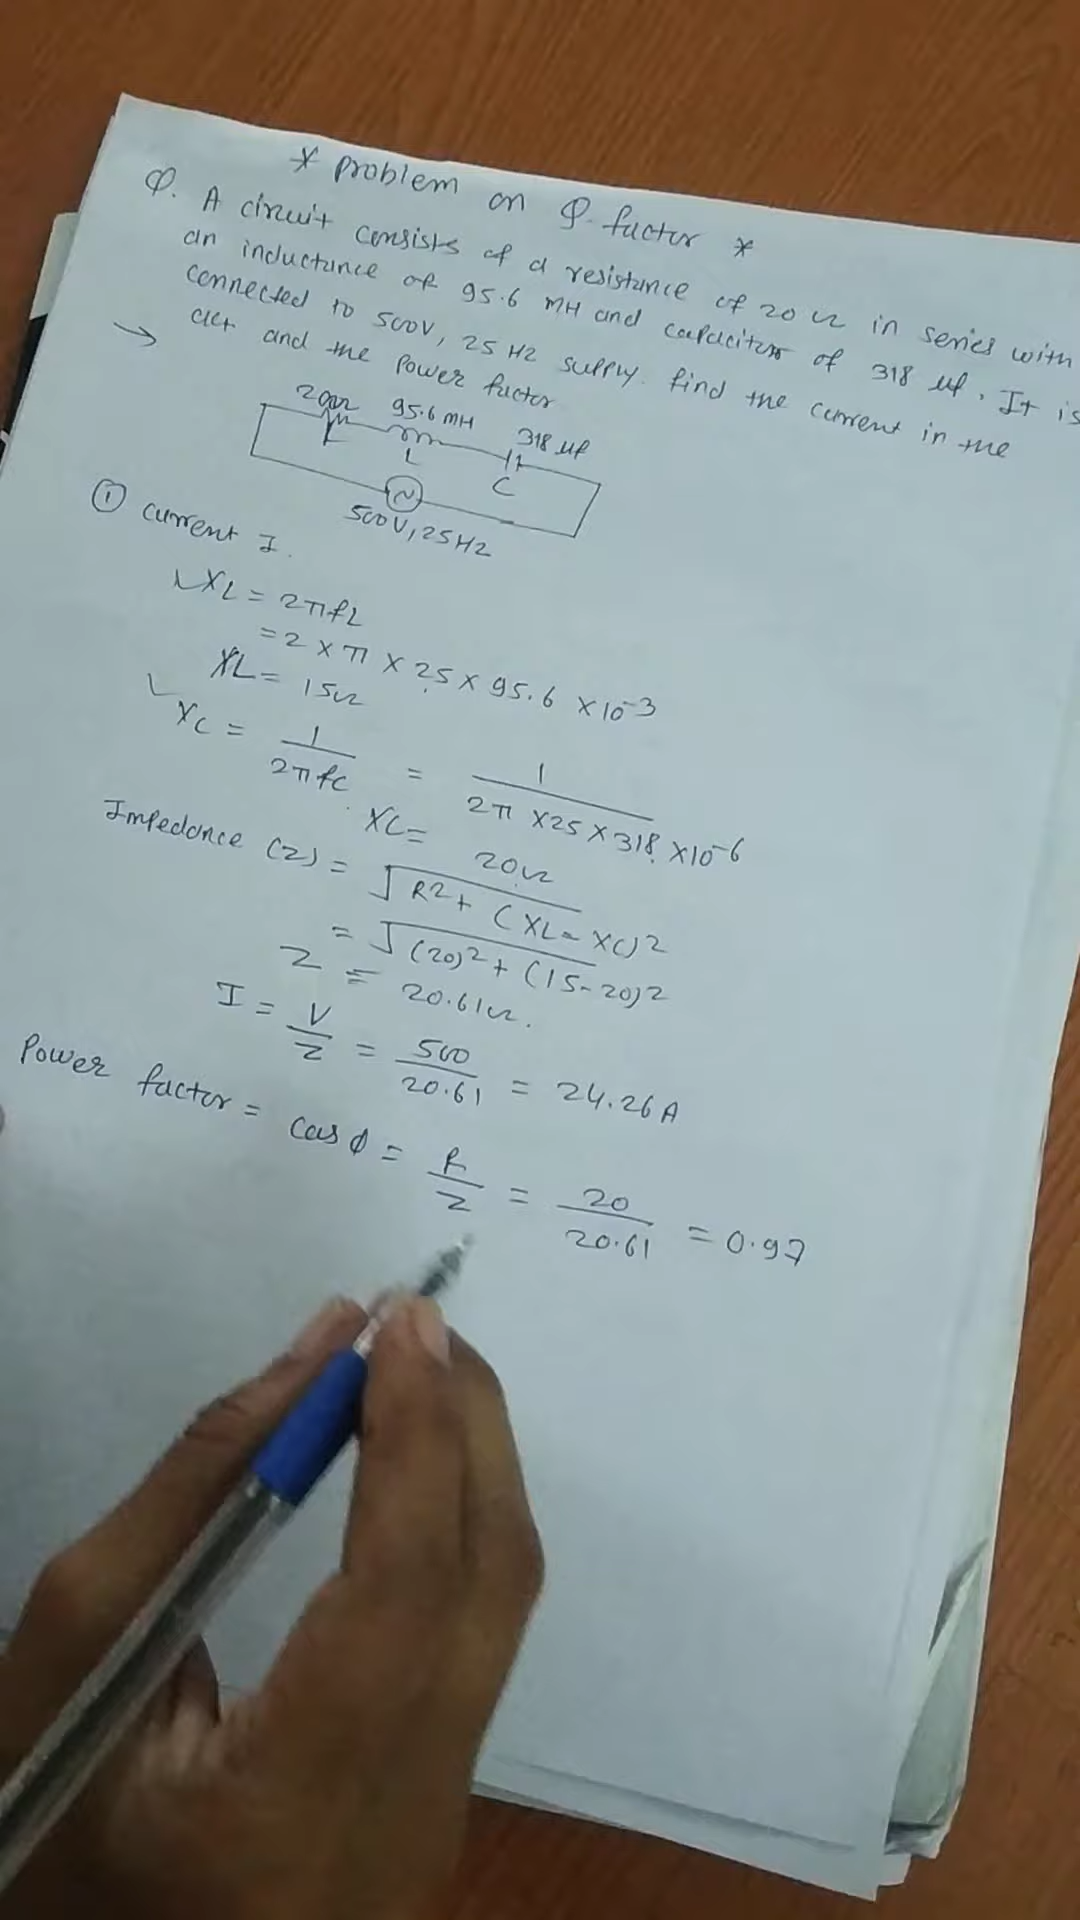 * Problem on Q-factor *
Q. A circuit consists of a resistance of 20Ω in series with
an inductance of 95.6 mH and capacitor of 318 μf. It is
connected to 500V, 25 Hz supply. find the current in the
ckt and the Power factor
→
20Ω 95.6 mH 318 μf
L C
500V, 25Hz
① current I.
XL = 2πfL
= 2 × π × 25 × 95.6 × 10⁻³
XL = 15Ω
XC = 1/2πfC = 1/2π × 25 × 318 × 10⁻⁶
XC = 20Ω
Impedance (Z) = √R² + (XL - XC)²
= √(20)² + (15-20)²
Z = 20.61Ω.
I = V/Z = 500/20.61 = 24.26A
Power factor = cos φ = R/Z = 20/20.61 = 0.97